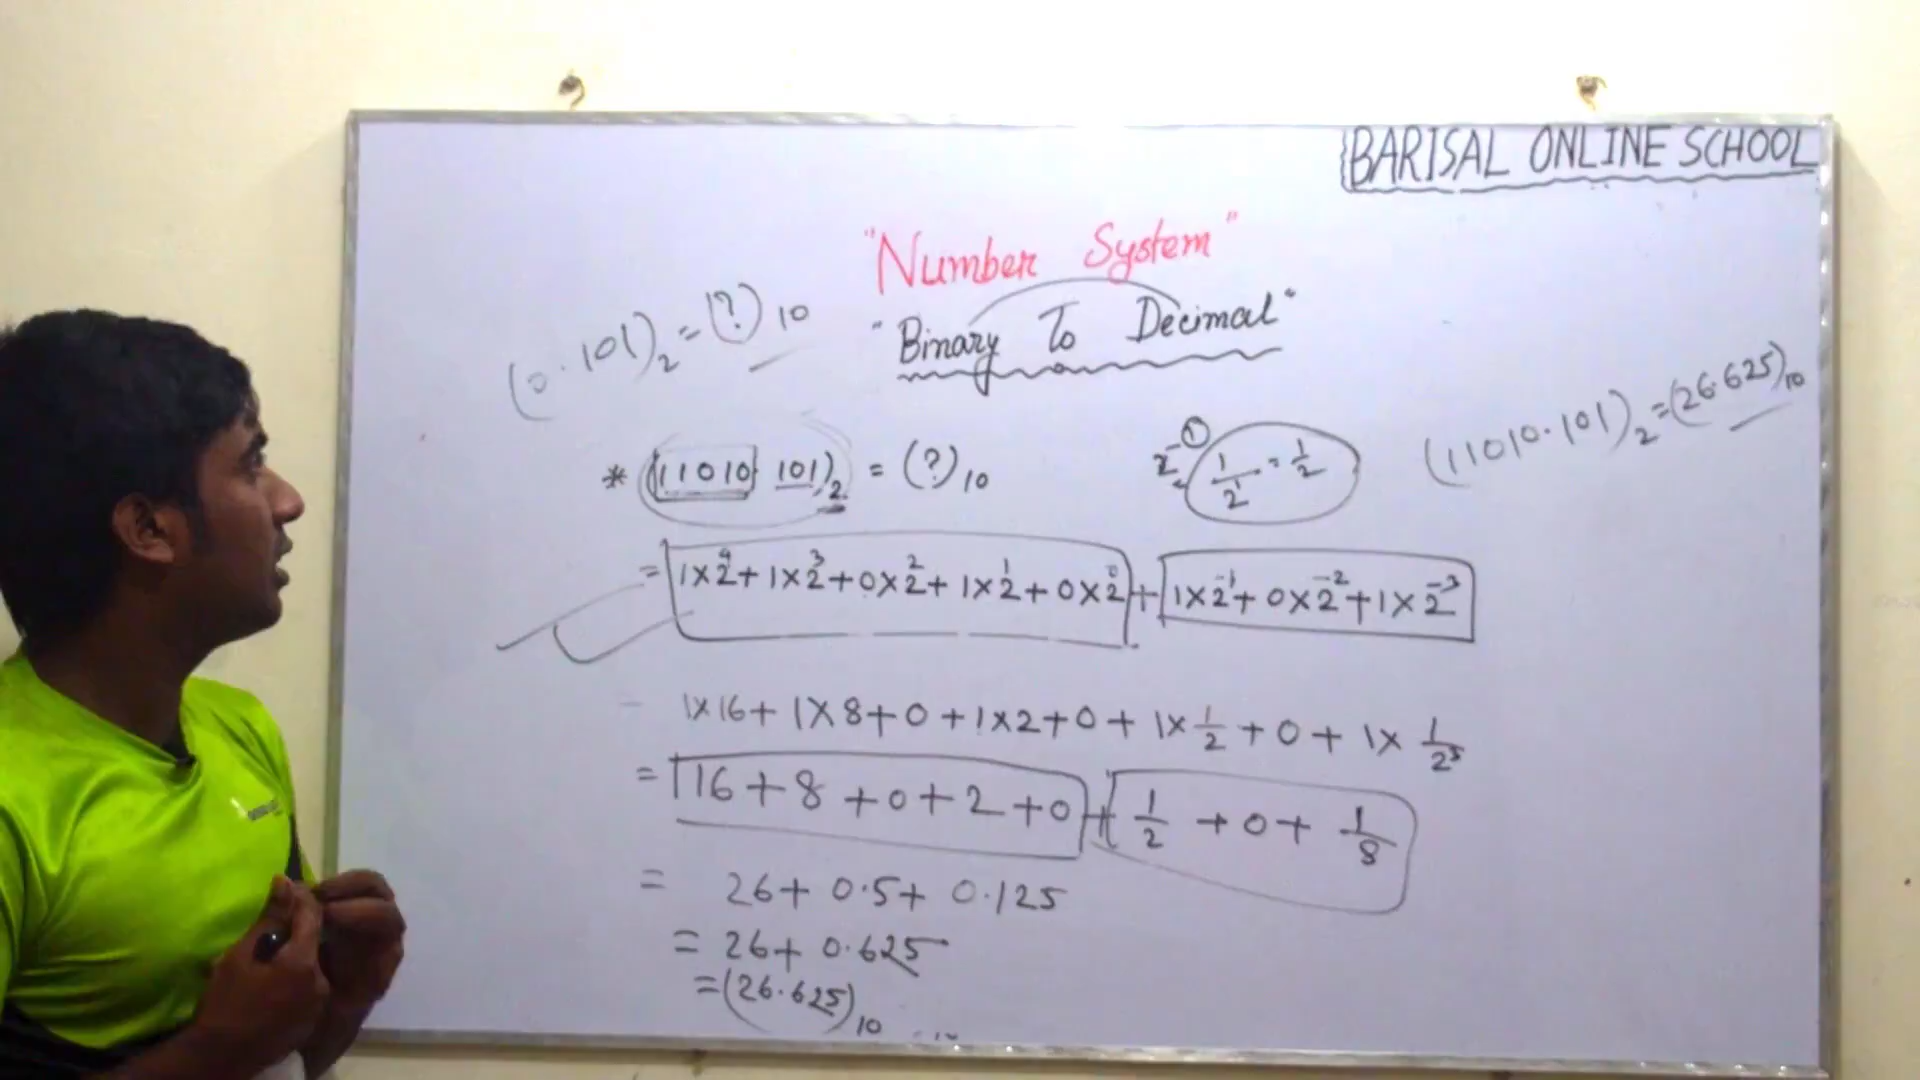 BARISAL ONLINE SCHOOL
"Number System"
"Binary To Decimal"
(0.101)₂ = (?)₁₀
(11010.101)₂ = (26.625)₁₀
* (11010 101)₂ = (?)₁₀
2⁻¹ = 1/2¹ = 1/2
= 1×2⁴ + 1×2³ + 0×2² + 1×2¹ + 0×2⁰ + 1×2⁻¹ + 0×2⁻² + 1×2⁻³
1×16 + 1×8 + 0 + 1×2 + 0 + 1×1/2 + 0 + 1×1/2³
= 16 + 8 + 0 + 2 + 0 + 1/2 + 0 + 1/8
= 26 + 0.5 + 0.125
= 26 + 0.625
= (26.625)₁₀